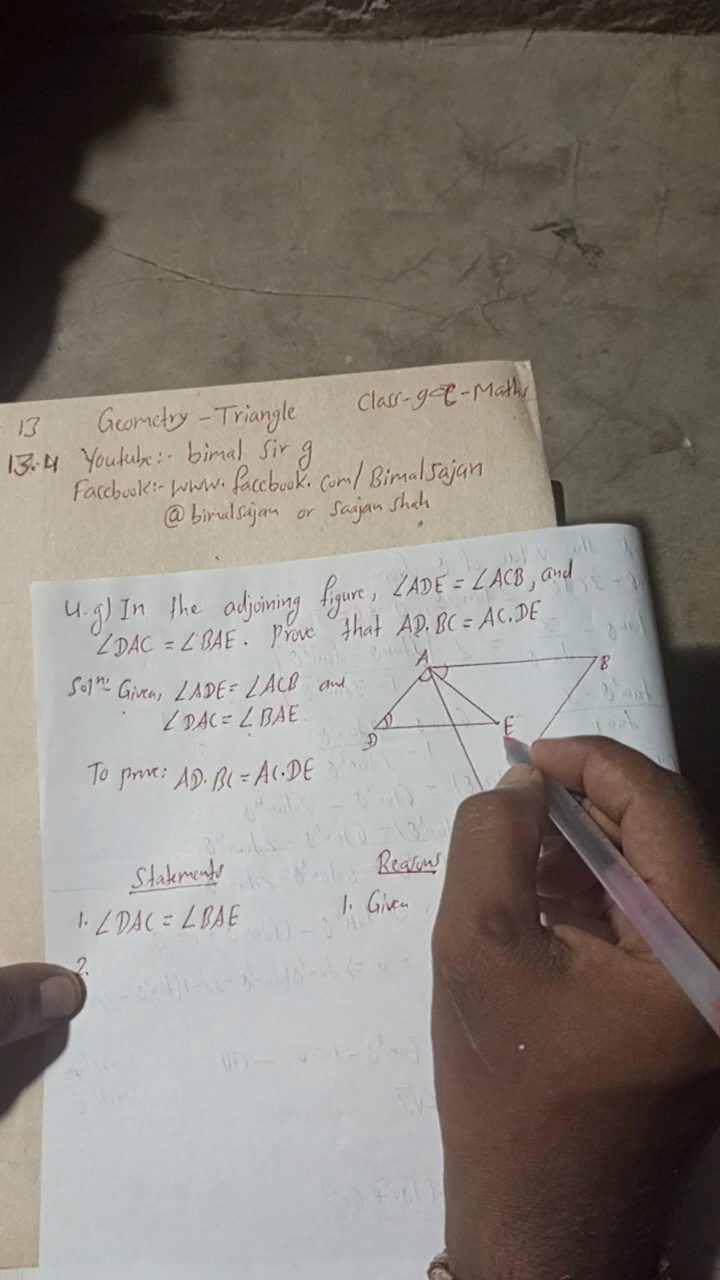 13 Geometry - Triangle Class-9 - Maths
13.4 Youtube:- bimal Sir g
Facebook:- www.facebook.com/Bimalsajan
@bimalsajan or saajan shah
4.g) In the adjoining figure, ∠ADE = ∠ACB, and
∠DAC = ∠BAE. Prove that AD.BC = AC.DE
Solⁿ: Given, ∠ADE = ∠ACB and
∠DAC = ∠BAE
To prove: AD.BC = AC.DE
A
B
D
E
Statements Reasons
1. ∠DAC = ∠BAE 1. Given
2.